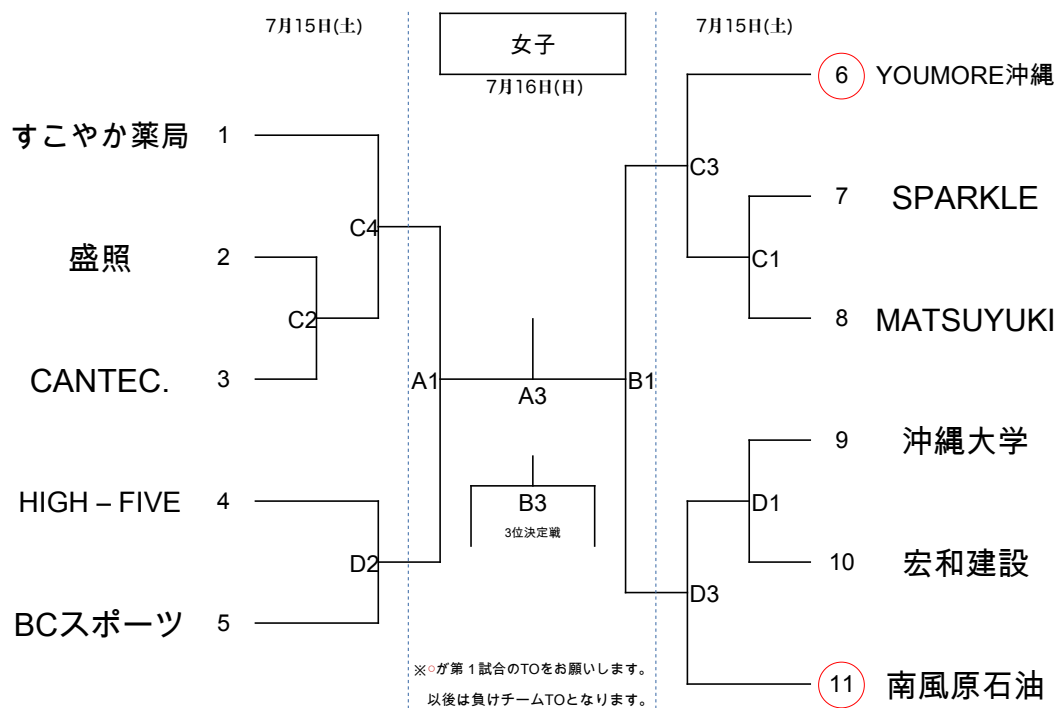 7月15日(土)
女子
7月16日(日)
7月15日(土)
すこやか薬局 1
盛照 2
CANTEC. 3
HIGH – FIVE 4
BCスポーツ 5
C4
C2
D2
A1
A3
B1
B3
3位決定戦
C3
C1
D1
D3
6 YOUMORE沖縄
7 SPARKLE
8 MATSUYUKI
9 沖縄大学
10 宏和建設
11 南風原石油
※○が第1試合のTOをお願いします。
以後は負けチームTOとなります。